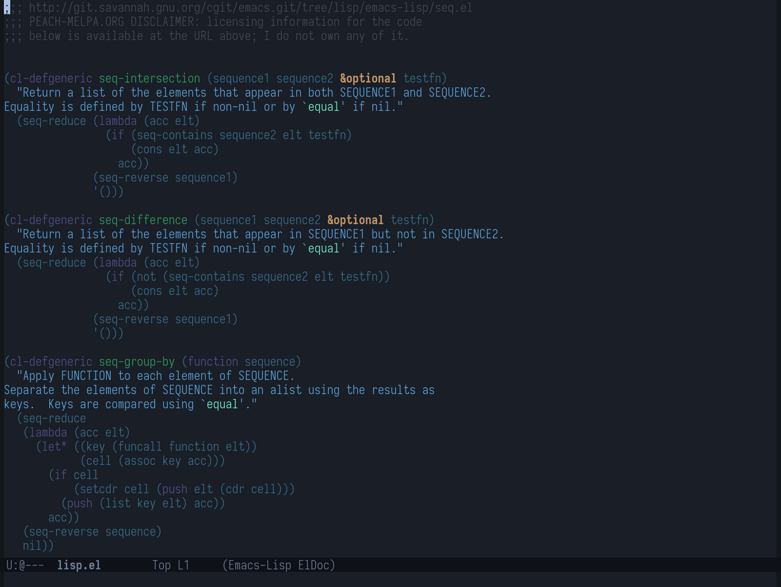 ;;; http://git.savannah.gnu.org/cgit/emacs.git/tree/lisp/emacs-lisp/seq.el
;;; PEACH-MELPA.ORG DISCLAIMER: licensing information for the code
;;; below is available at the URL above; I do not own any of it.
(cl-defgeneric seq-intersection (sequence1 sequence2 &optional testfn)
  "Return a list of the elements that appear in both SEQUENCE1 and SEQUENCE2.
Equality is defined by TESTFN if non-nil or by `equal' if nil."
  (seq-reduce (lambda (acc elt)
                (if (seq-contains sequence2 elt testfn)
                    (cons elt acc)
                  acc))
              (seq-reverse sequence1)
              '()))
(cl-defgeneric seq-difference (sequence1 sequence2 &optional testfn)
  "Return a list of the elements that appear in SEQUENCE1 but not in SEQUENCE2.
Equality is defined by TESTFN if non-nil or by `equal' if nil."
  (seq-reduce (lambda (acc elt)
                (if (not (seq-contains sequence2 elt testfn))
                    (cons elt acc)
                  acc))
              (seq-reverse sequence1)
              '()))
(cl-defgeneric seq-group-by (function sequence)
  "Apply FUNCTION to each element of SEQUENCE.
Separate the elements of SEQUENCE into an alist using the results as
keys.  Keys are compared using `equal'."
  (seq-reduce
   (lambda (acc elt)
     (let* ((key (funcall function elt))
            (cell (assoc key acc)))
       (if cell
           (setcdr cell (push elt (cdr cell)))
         (push (list key elt) acc))
       acc))
   (seq-reverse sequence)
   nil))
U:@---  lisp.el        Top L1     (Emacs-Lisp ElDoc)